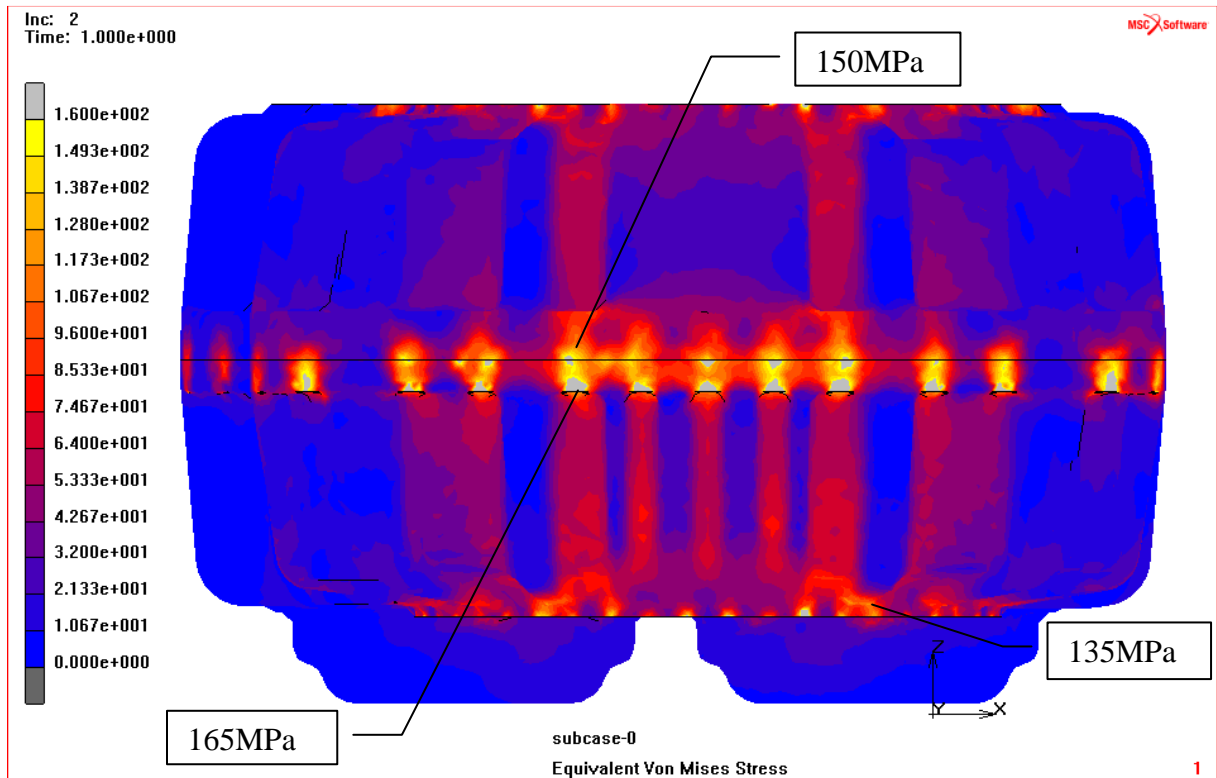 Inc: 2
Time: 1.000e+000
MSC Software
150MPa
1.600e+002
1.493e+002
1.387e+002
1.280e+002
1.173e+002
1.067e+002
9.600e+001
8.533e+001
7.467e+001
6.400e+001
5.333e+001
4.267e+001
3.200e+001
2.133e+001
1.067e+001
0.000e+000
135MPa
Z
Y X
165MPa
subcase-0
Equivalent Von Mises Stress
1